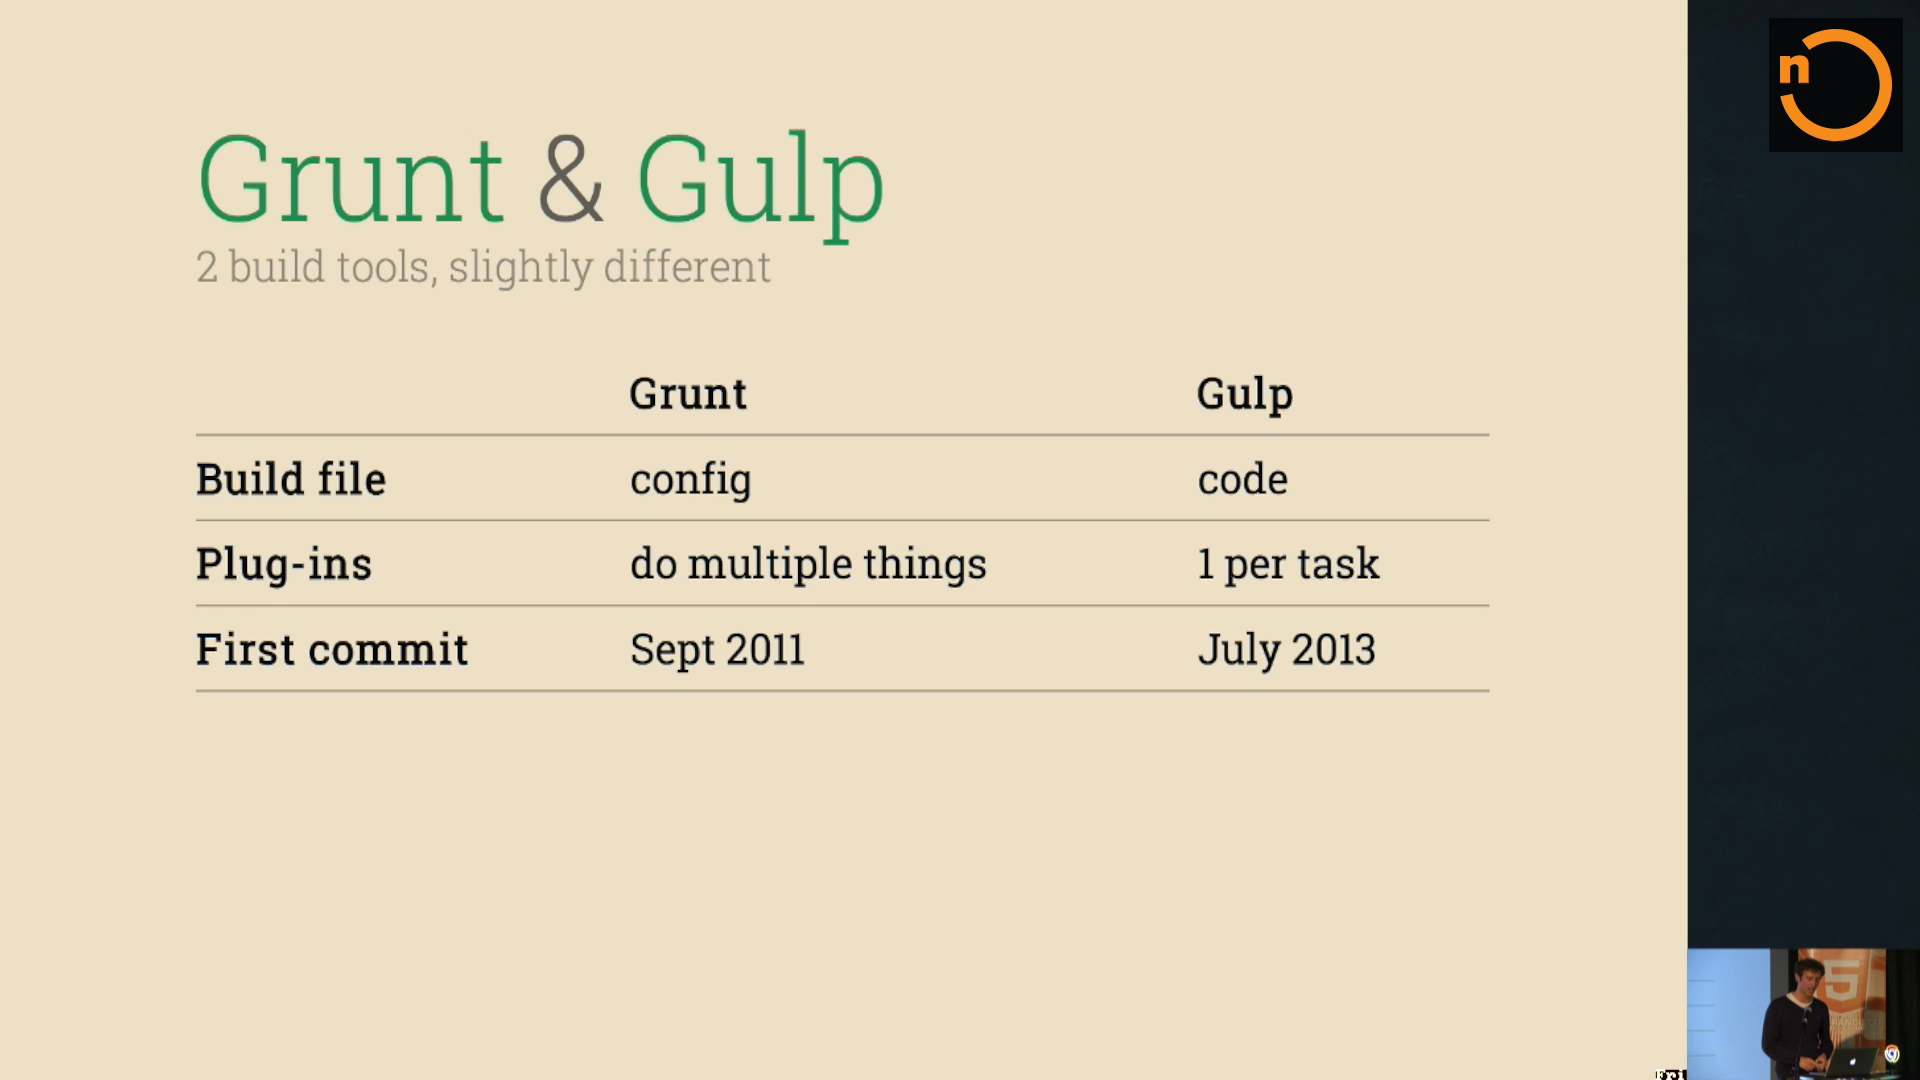 Grunt & Gulp
2 build tools, slightly different
Grunt Gulp
Build file config code
Plug-ins do multiple things 1 per task
First commit Sept 2011 July 2013
n
5